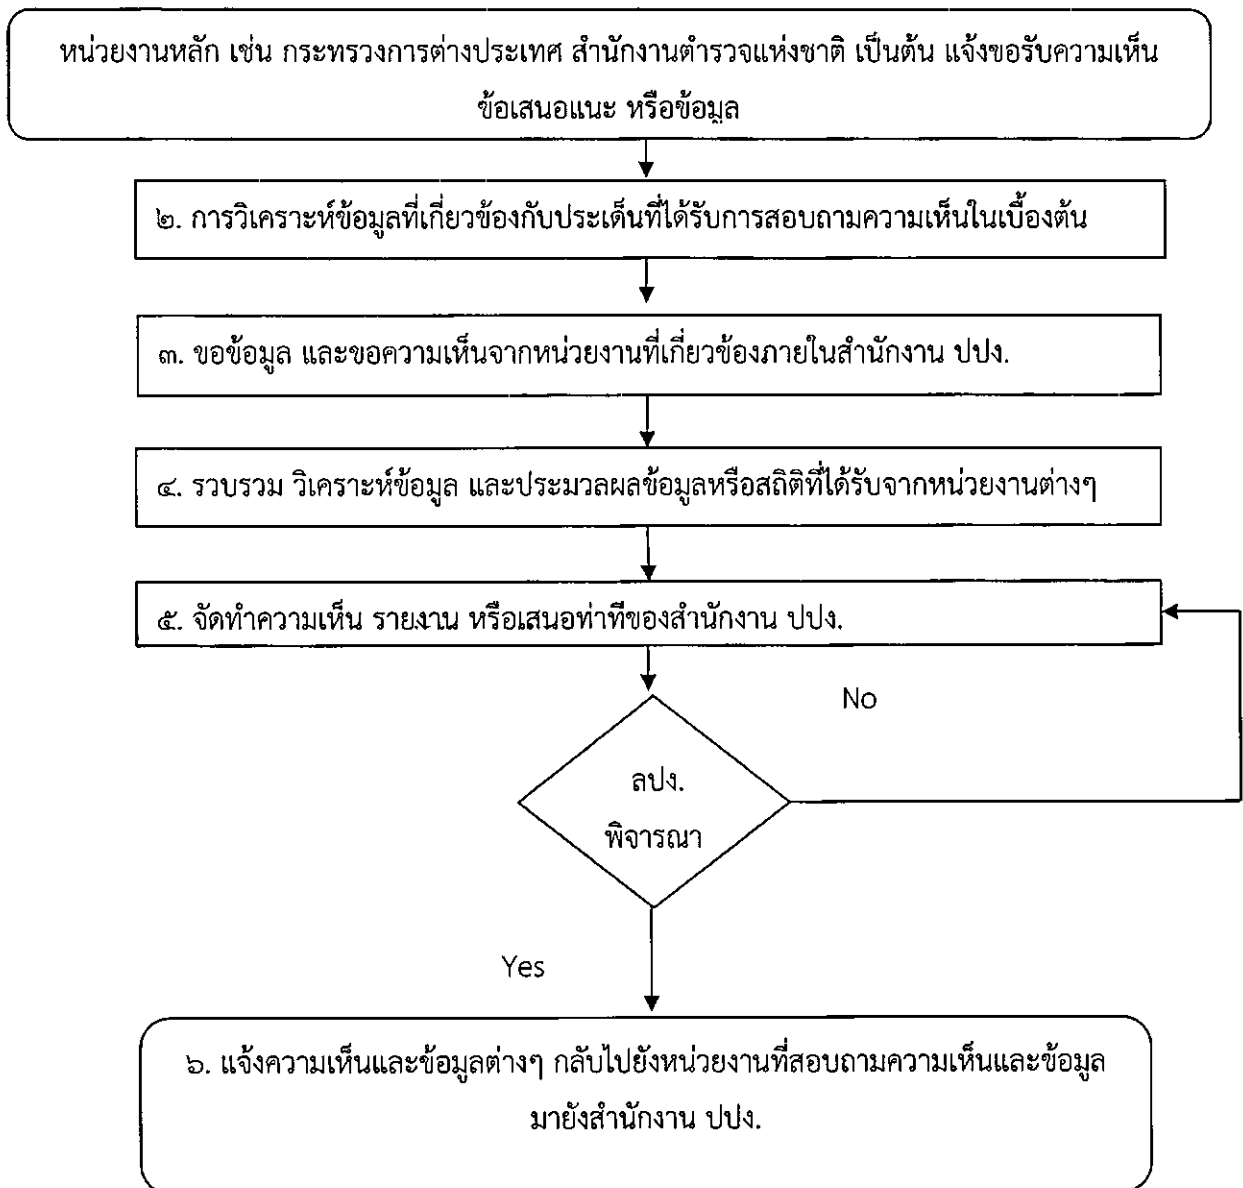 หน่วยงานหลัก เช่น กระทรวงการต่างประเทศ สำนักงานตำรวจแห่งชาติ เป็นต้น แจ้งขอรับความเห็น
ข้อเสนอแนะ หรือข้อมูล
๒. การวิเคราะห์ข้อมูลที่เกี่ยวข้องกับประเด็นที่ได้รับการสอบถามความเห็นในเบื้องต้น
๓. ขอข้อมูล และขอความเห็นจากหน่วยงานที่เกี่ยวข้องภายในสำนักงาน ปปง.
๔. รวบรวม วิเคราะห์ข้อมูล และประมวลผลข้อมูลหรือสถิติที่ได้รับจากหน่วยงานต่างๆ
๕. จัดทำความเห็น รายงาน หรือเสนอท่าทีของสำนักงาน ปปง.
No
ลปง.
พิจารณา
Yes
๖. แจ้งความเห็นและข้อมูลต่างๆ กลับไปยังหน่วยงานที่สอบถามความเห็นและข้อมูล
มายังสำนักงาน ปปง.